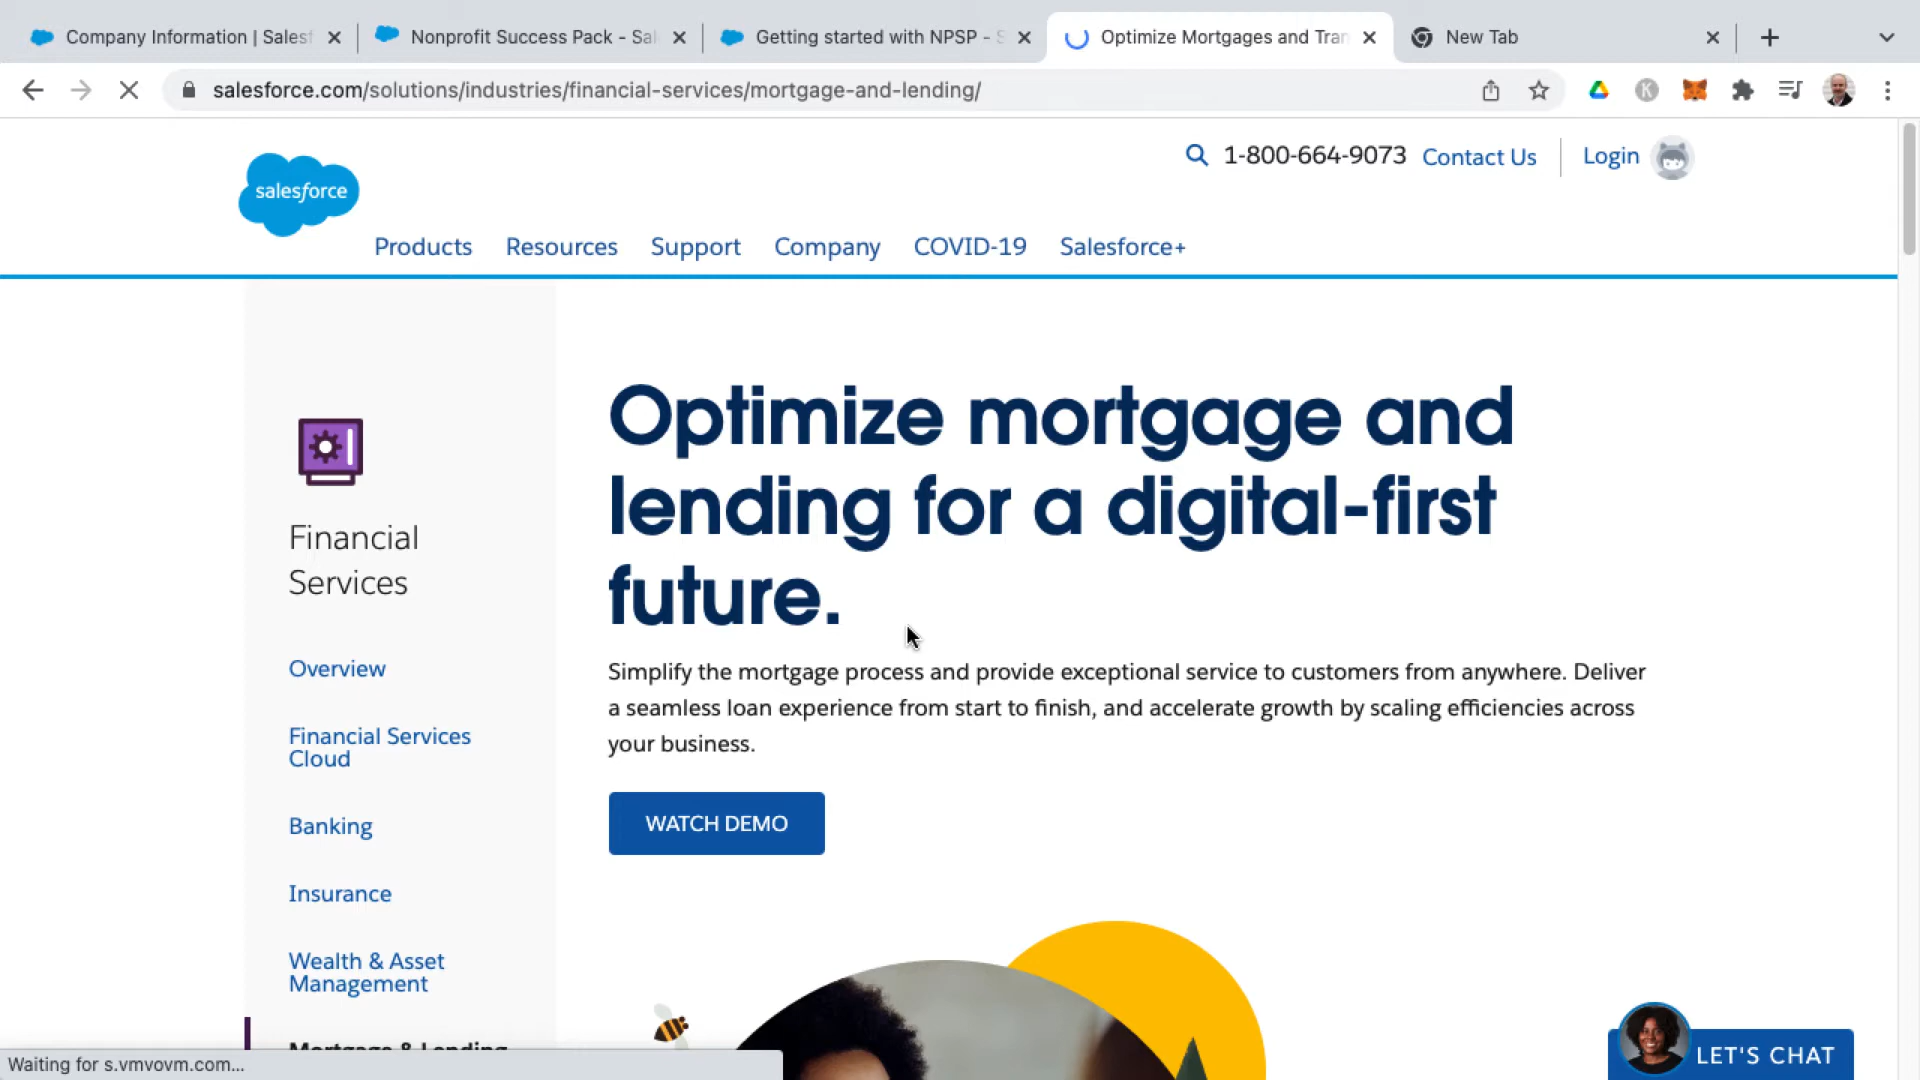 Company Information | Salesf
Nonprofit Success Pack - Sal
Getting started with NPSP - S
Optimize Mortgages and Tran
New Tab
salesforce.com/solutions/industries/financial-services/mortgage-and-lending/
K
1-800-664-9073
Contact Us
Login
salesforce
Products
Resources
Support
Company
COVID-19
Salesforce+
Financial
Services
Overview
Financial Services
Cloud
Banking
Insurance
Wealth & Asset
Management
Mortgage & Lending
Optimize mortgage and
lending for a digital-first
future.
Simplify the mortgage process and provide exceptional service to customers from anywhere. Deliver
a seamless loan experience from start to finish, and accelerate growth by scaling efficiencies across
your business.
WATCH DEMO
LET'S CHAT
Waiting for s.vmvovm.com...